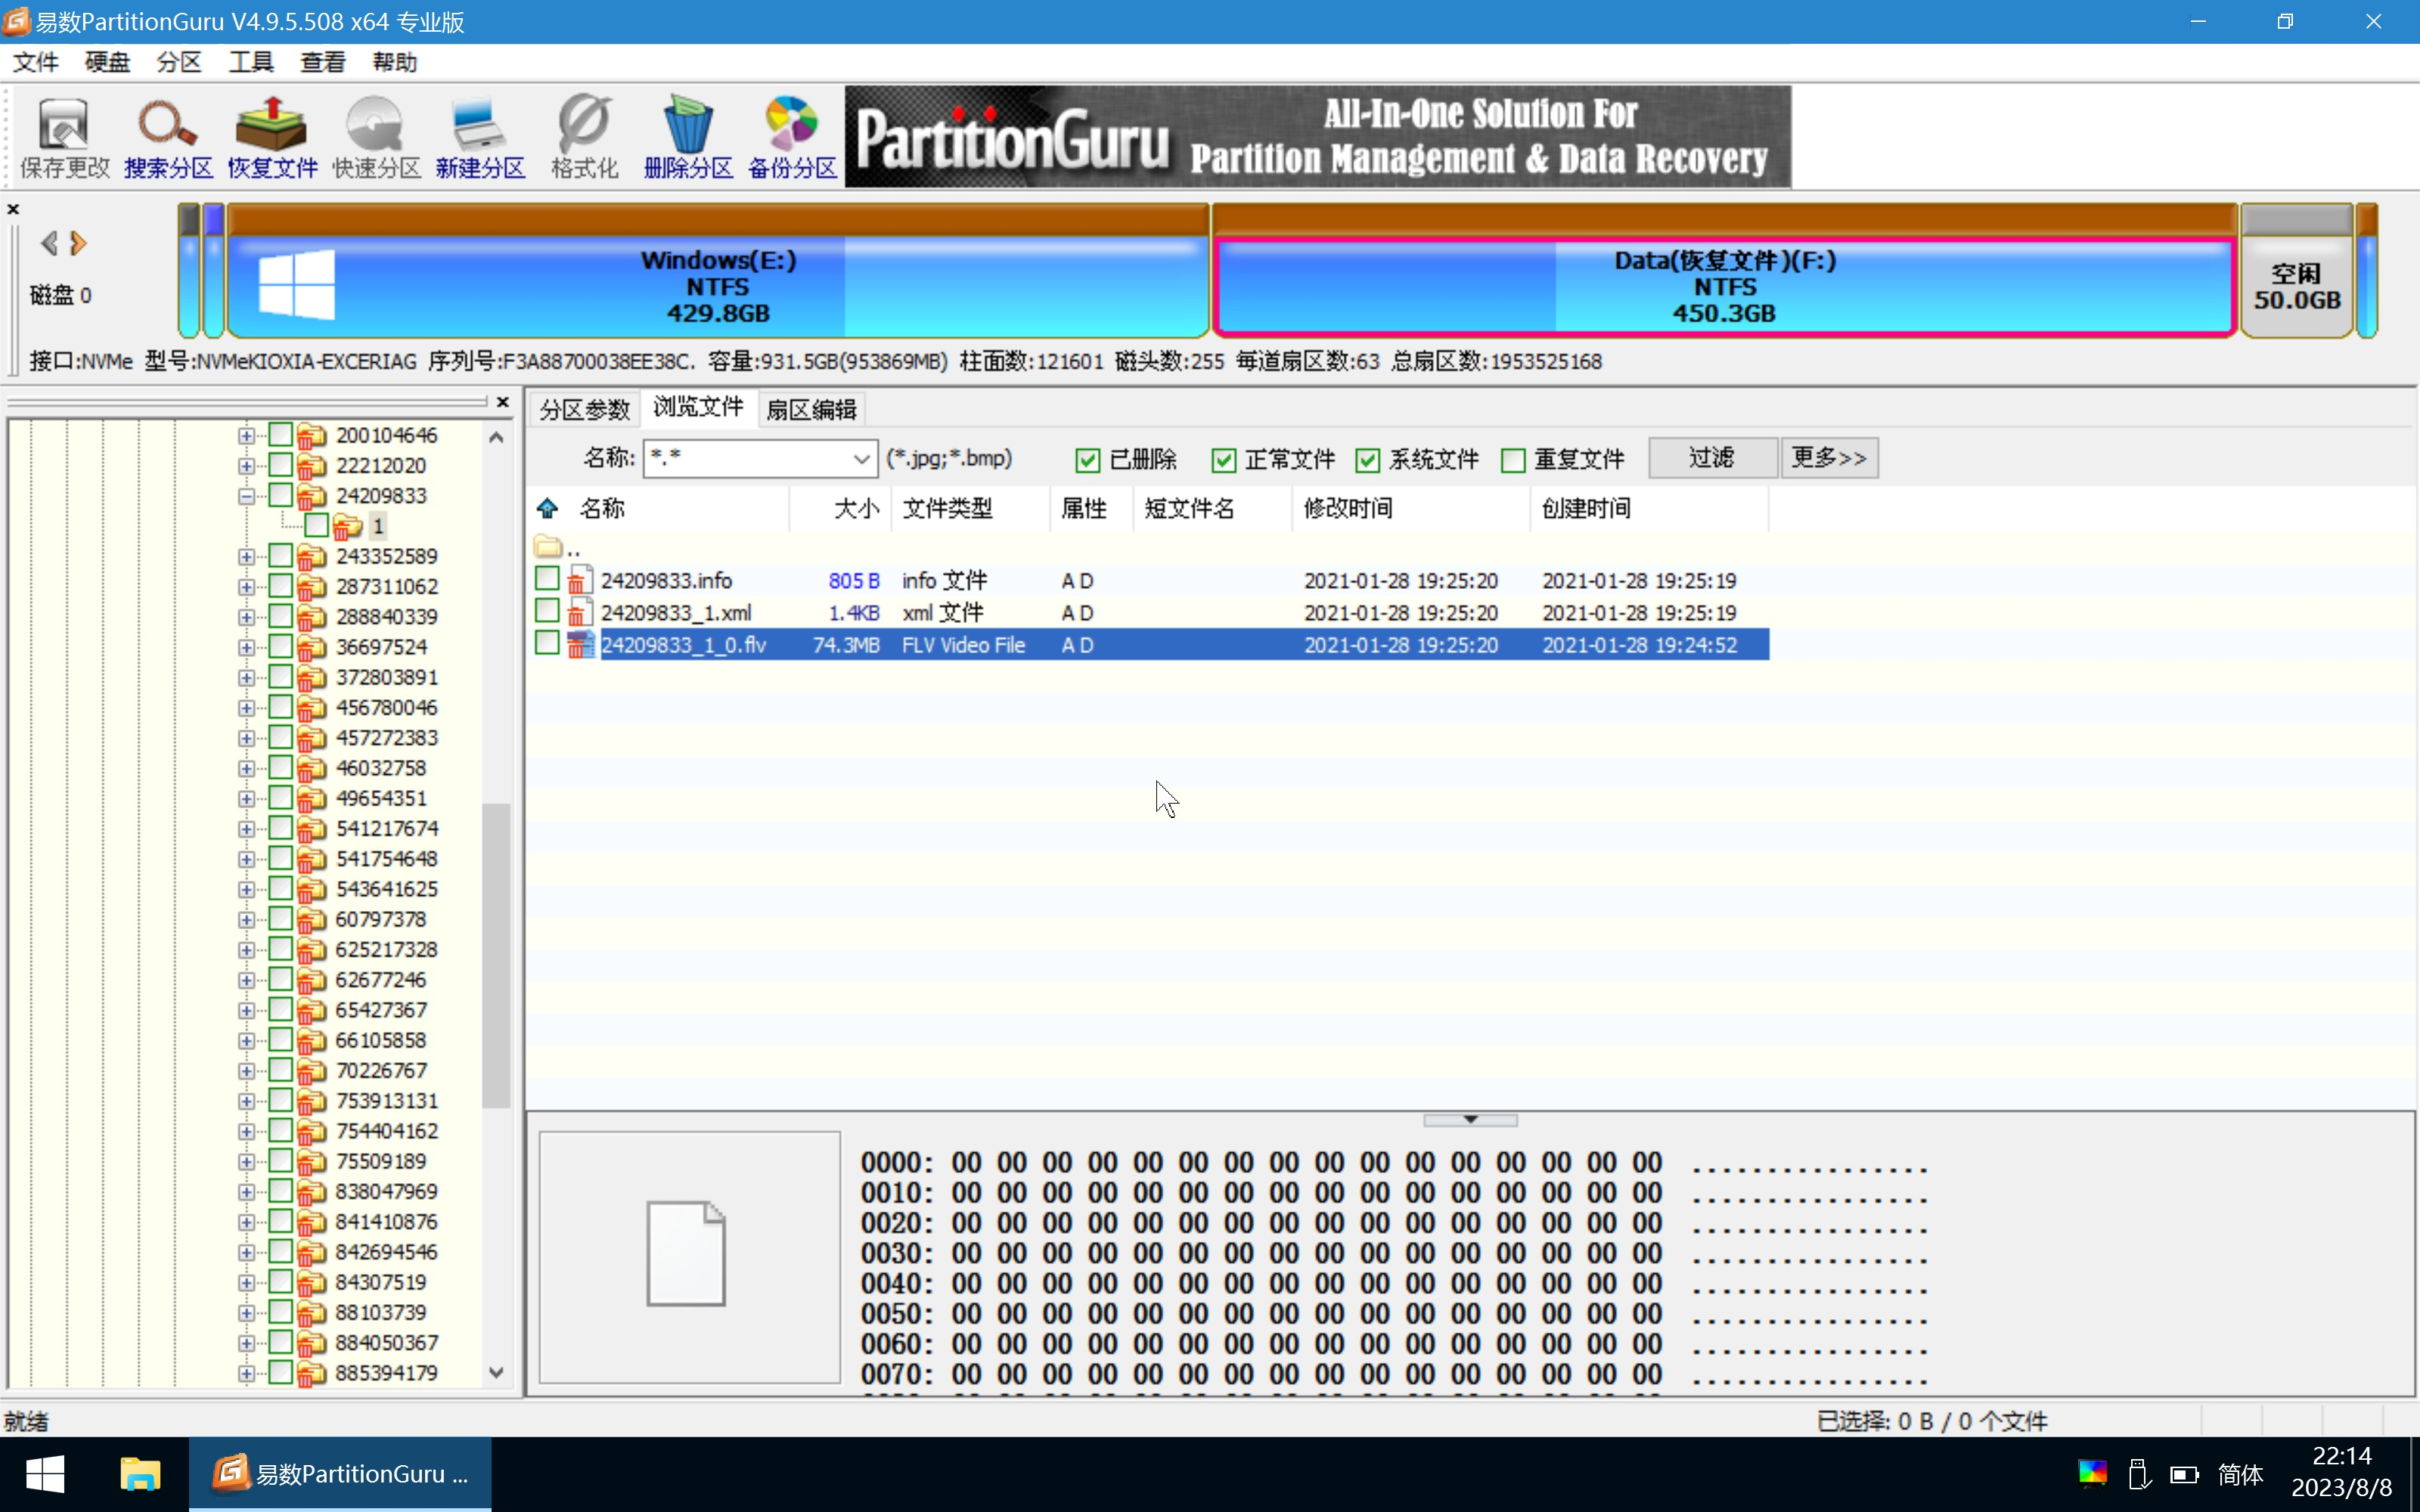 易数PartitionGuru V4.9.5.508 x64 专业版
文件 硬盘 分区 工具 查看 帮助
保存更改 搜索分区 恢复文件 快速分区 新建分区 格式化 删除分区 备份分区
PartitionGuru
All-In-One Solution For
Partition Management & Data Recovery
磁盘 0
Windows(E:)
NTFS
429.8GB
Data(恢复文件)(F:)
NTFS
450.3GB
空闲
50.0GB
接口:NVMe 型号:NVMeKIOXIA-EXCERIAG 序列号:F3A88700038EE38C. 容量:931.5GB(953869MB) 柱面数:121601 磁头数:255 每道扇区数:63 总扇区数:1953525168
200104646
22212020
24209833
1
243352589
287311062
288840339
36697524
372803891
456780046
457272383
46032758
49654351
541217674
541754648
543641625
60797378
625217328
62677246
65427367
66105858
70226767
753913131
754404162
75509189
838047969
841410876
842694546
84307519
88103739
884050367
885394179
分区参数 浏览文件 扇区编辑
名称: *.* (*.jpg;*.bmp) 已删除 正常文件 系统文件 重复文件 过滤 更多>>
名称 大小 文件类型 属性 短文件名 修改时间 创建时间
..
24209833.info 805 B info 文件 A D 2021-01-28 19:25:20 2021-01-28 19:25:19
24209833_1.xml 1.4KB xml 文件 A D 2021-01-28 19:25:20 2021-01-28 19:25:19
24209833_1_0.flv 74.3MB FLV Video File A D 2021-01-28 19:25:20 2021-01-28 19:24:52
0000: 00 00 00 00 00 00 00 00 00 00 00 00 00 00 00 00 ................
0010: 00 00 00 00 00 00 00 00 00 00 00 00 00 00 00 00 ................
0020: 00 00 00 00 00 00 00 00 00 00 00 00 00 00 00 00 ................
0030: 00 00 00 00 00 00 00 00 00 00 00 00 00 00 00 00 ................
0040: 00 00 00 00 00 00 00 00 00 00 00 00 00 00 00 00 ................
0050: 00 00 00 00 00 00 00 00 00 00 00 00 00 00 00 00 ................
0060: 00 00 00 00 00 00 00 00 00 00 00 00 00 00 00 00 ................
0070: 00 00 00 00 00 00 00 00 00 00 00 00 00 00 00 00 ................
就绪
已选择: 0 B / 0 个文件
易数PartitionGuru ...
简体
22:14
2023/8/8